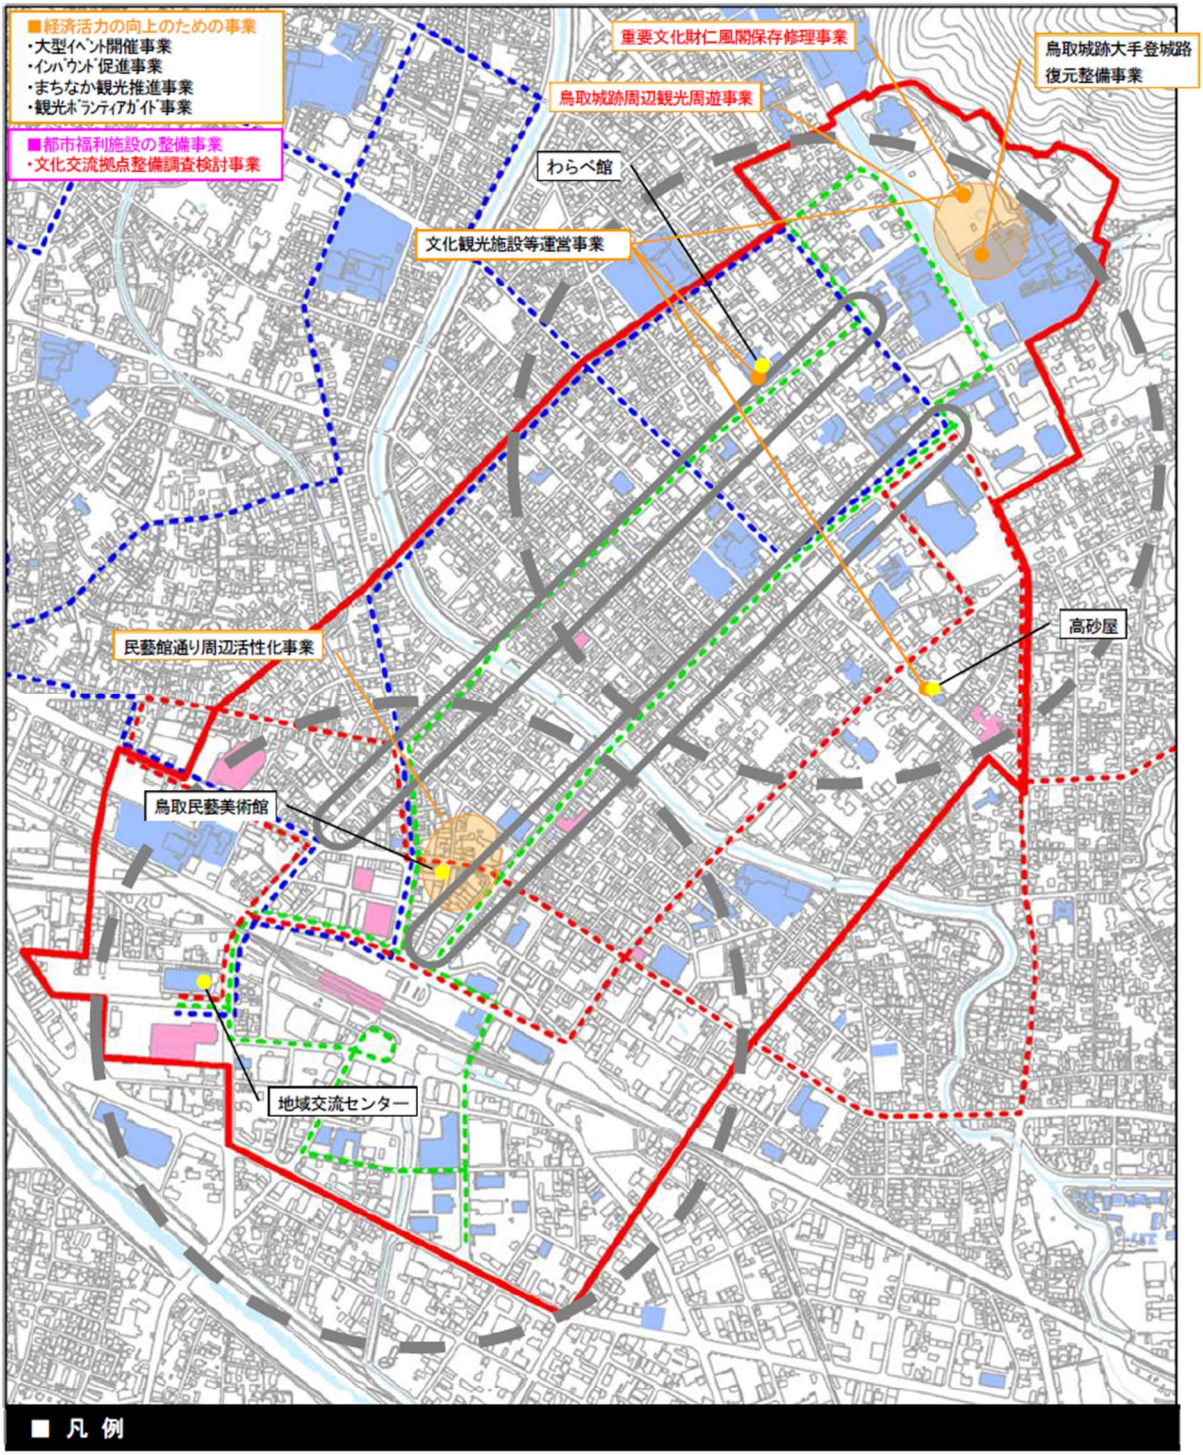 ■経済活力の向上のための事業
・大型イベント開催事業
・インバウンド促進事業
・まちなか観光推進事業
・観光ボランティアガイド事業
■都市福利施設の整備事業
・文化交流拠点整備調査検討事業
重要文化財仁風閣保存修理事業
鳥取城跡大手登城路
復元整備事業
鳥取城跡周辺観光周遊事業
わらべ館
文化観光施設等運営事業
高砂屋
民藝館通り周辺活性化事業
鳥取民藝美術館
地域交流センター
■ 凡 例